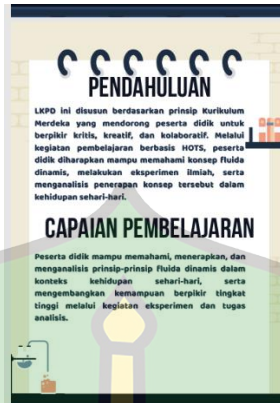 PENDAHULUAN
LKPD ini disusun berdasarkan prinsip Kurikulum
Merdeka yang mendorong peserta didik untuk
berpikir kritis, kreatif, dan kolaboratif. Melalui
kegiatan pembelajaran berbasis HOTS, peserta
didik diharapkan mampu memahami konsep fluida
dinamis, melakukan eksperimen ilmiah, serta
menganalisis penerapan konsep tersebut dalam
kehidupan sehari-hari.
CAPAIAN PEMBELAJARAN
Peserta didik mampu memahami, menerapkan, dan
menganalisis prinsip-prinsip fluida dinamis dalam
konteks kehidupan sehari-hari, serta
mengembangkan kemampuan berpikir tingkat
tinggi melalui kegiatan eksperimen dan tugas
analisis.